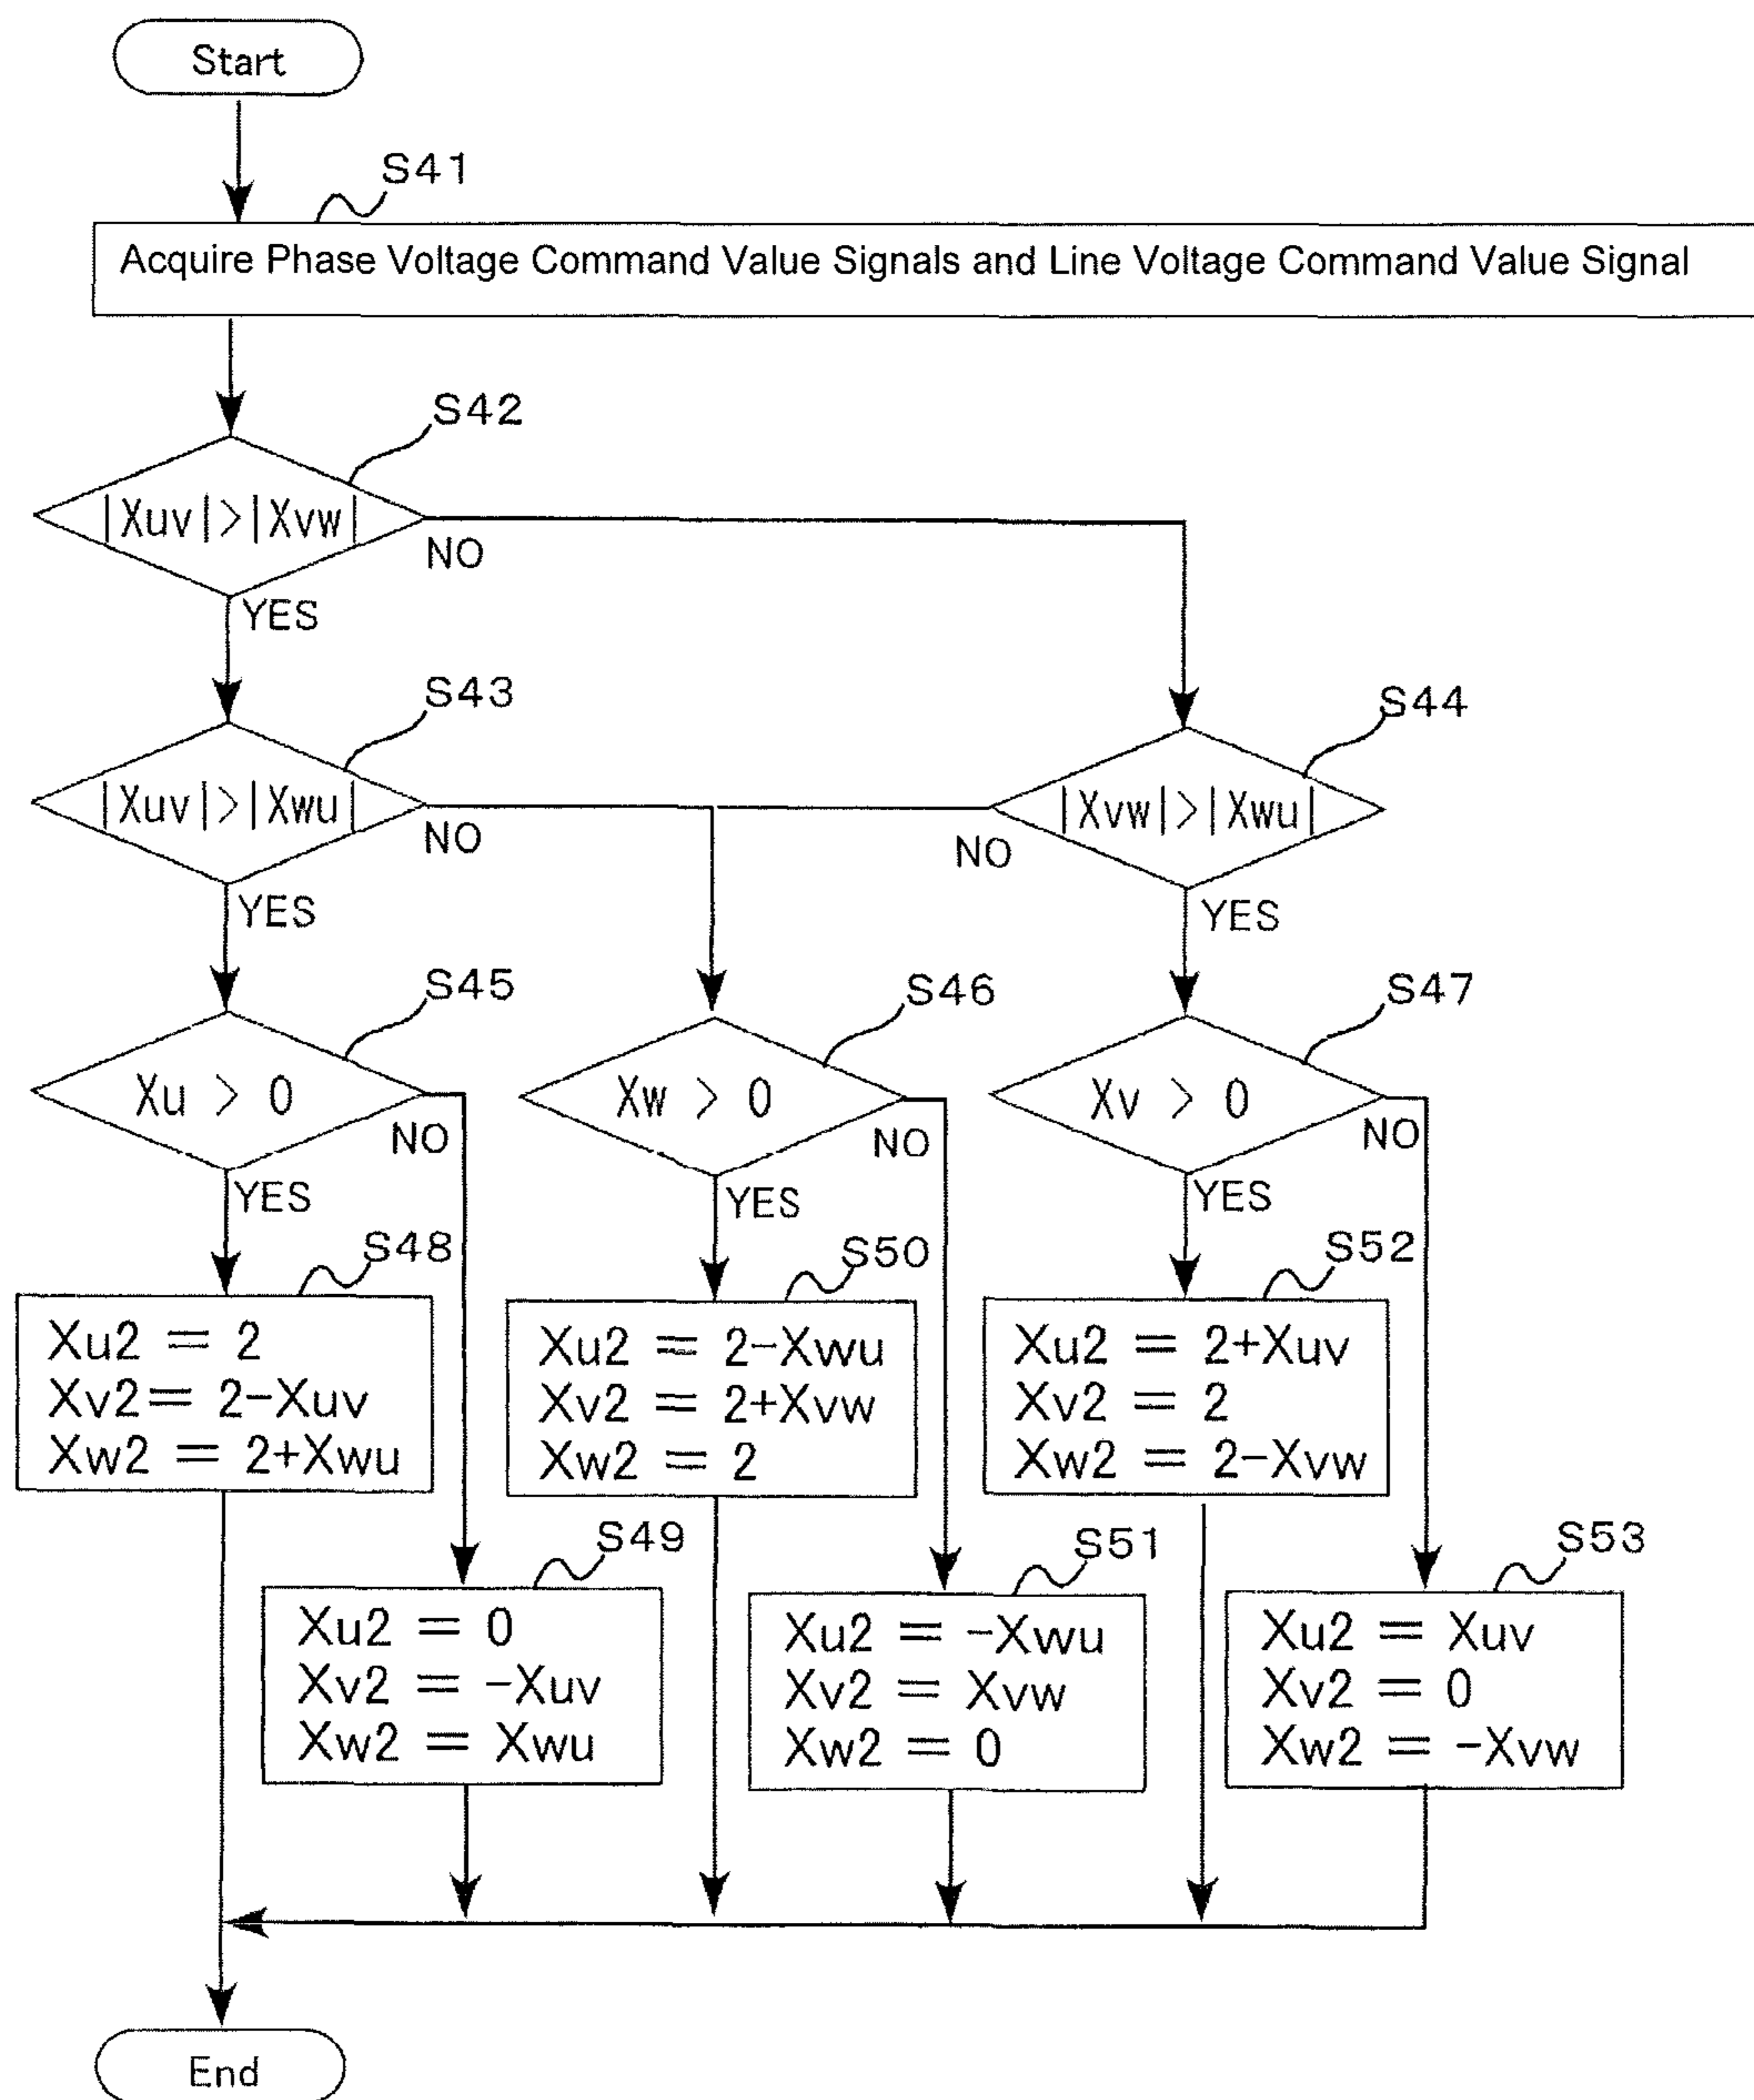 Start
S41
Acquire Phase Voltage Command Value Signals and Line Voltage Command Value Signal
S42
|Xuv|>|Xvw|
NO
YES
S43
S44
|Xuv|>|Xwu|
|Xvw|>|Xwu|
NO
NO
YES
YES
S45
S46
S47
Xu > 0
Xw > 0
Xv > 0
NO
NO
NO
YES
YES
YES
S48
Xu2 = 2
Xv2= 2-Xuv
Xw2 = 2+Xwu
S50
Xu2 = 2-Xwu
Xv2 = 2+Xvw
Xw2 = 2
S52
Xu2 = 2+Xuv
Xv2 = 2
Xw2 = 2-Xvw
S49
Xu2 = 0
Xv2 = -Xuv
Xw2 = Xwu
S51
Xu2 = -Xwu
Xv2 = Xvw
Xw2 = 0
S53
Xu2 = Xuv
Xv2 = 0
Xw2 = -Xvw
End